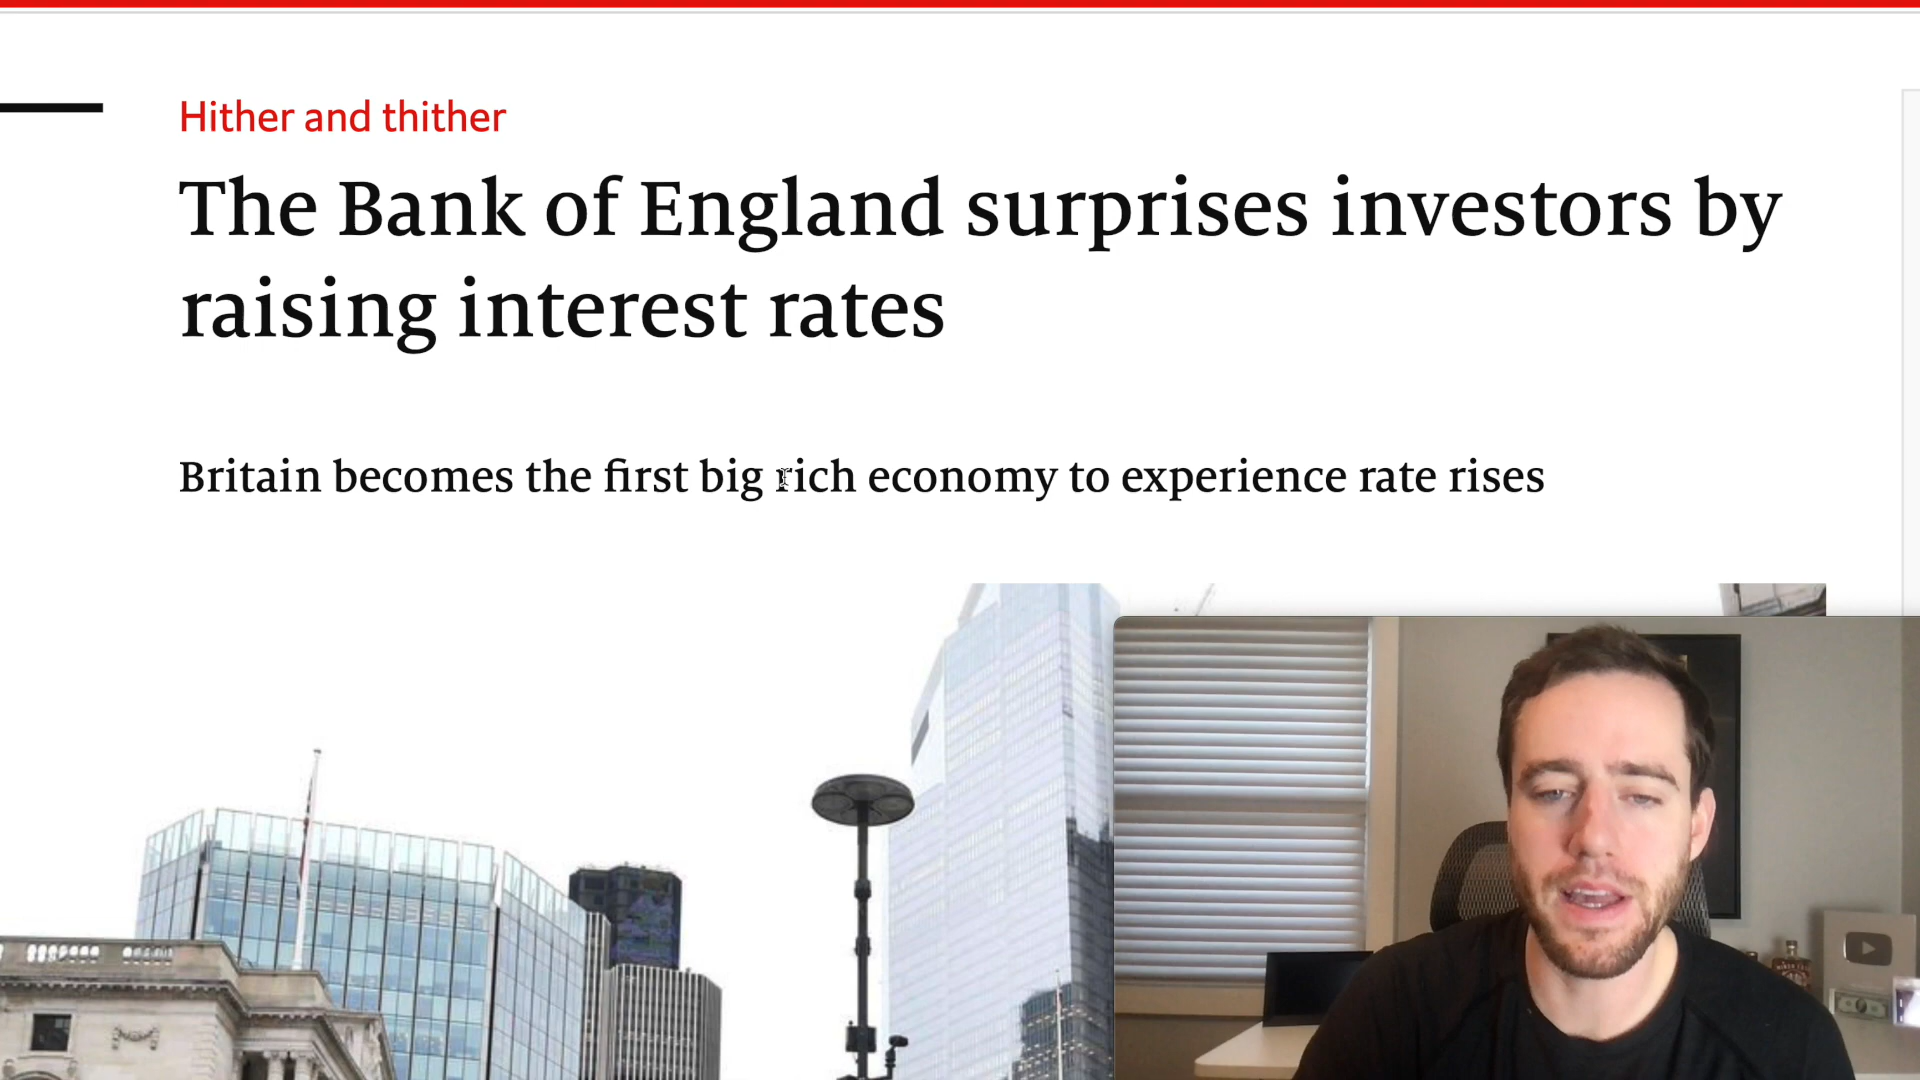 Hither and thither
The Bank of England surprises investors by
raising interest rates
Britain becomes the first big rich economy to experience rate rises